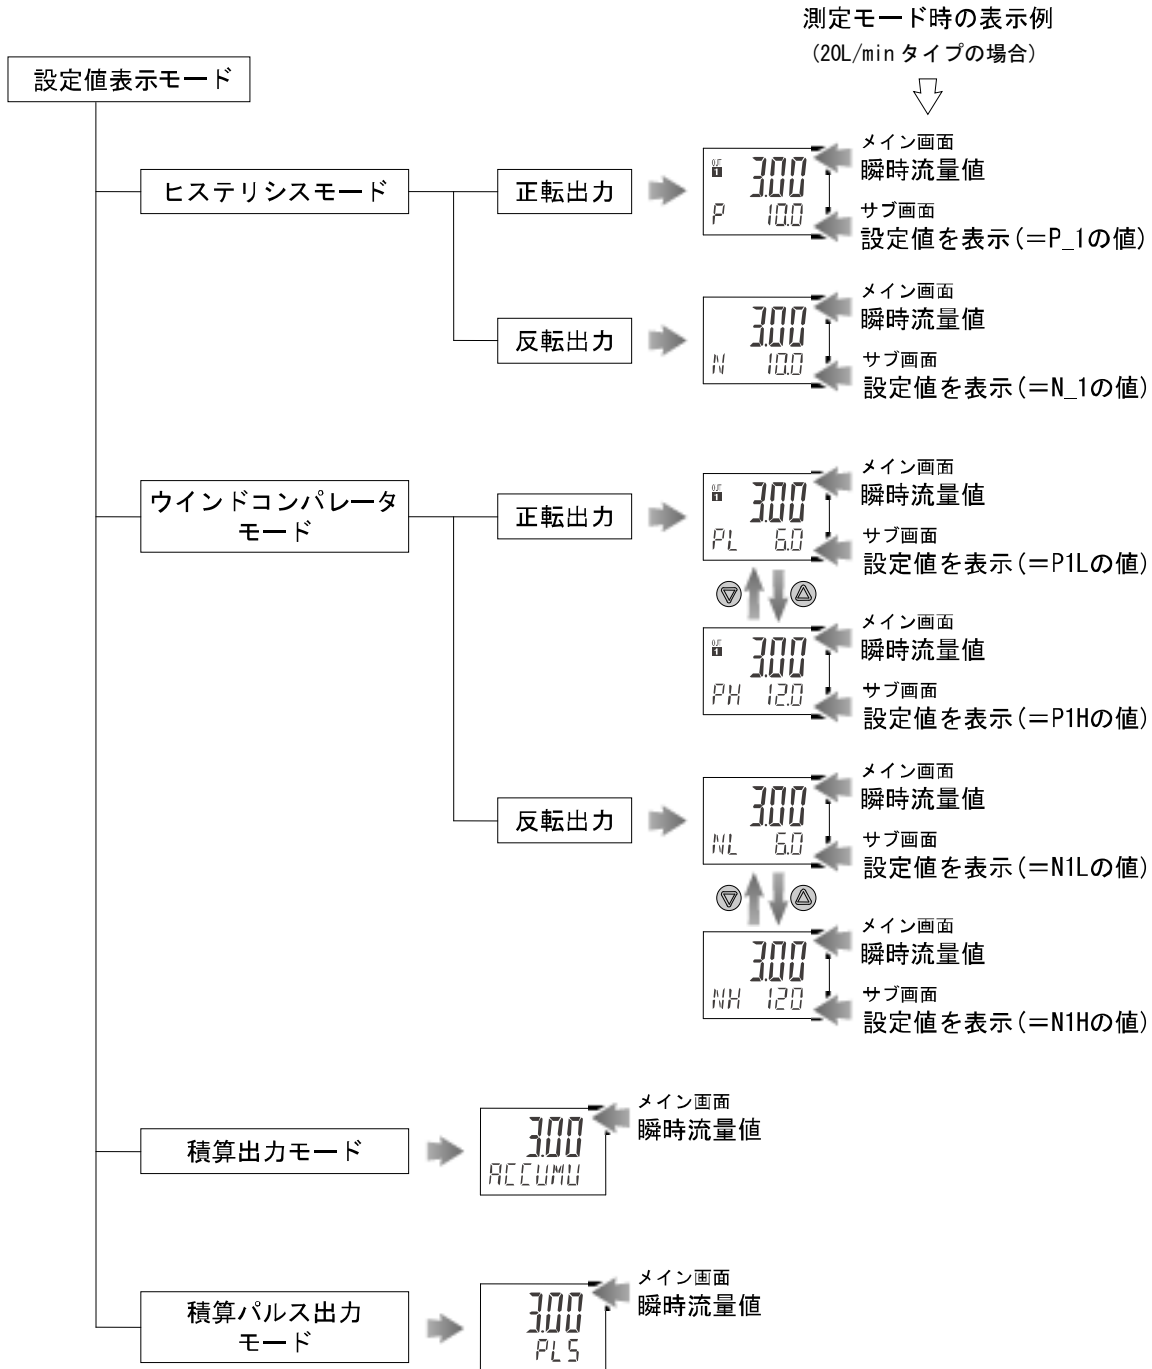 測定モード時の表示例
(20L/min タイプの場合)
設定値表示モード
ヒステリシスモード
正転出力
OUT
1
3.00
P 10.0
メイン画面
瞬時流量値
サブ画面
設定値を表示(＝P_1の値)
反転出力
3.00
N 10.0
メイン画面
瞬時流量値
サブ画面
設定値を表示(＝N_1の値)
ウインドコンパレータ
モード
正転出力
OUT
1
3.00
PL 6.0
メイン画面
瞬時流量値
サブ画面
設定値を表示(＝P1Lの値)
OUT
1
3.00
PH 12.0
メイン画面
瞬時流量値
サブ画面
設定値を表示(＝P1Hの値)
反転出力
3.00
NL 6.0
メイン画面
瞬時流量値
サブ画面
設定値を表示(＝N1Lの値)
3.00
NH 12.0
メイン画面
瞬時流量値
サブ画面
設定値を表示(＝N1Hの値)
積算出力モード
3.00
ACCUMU
メイン画面
瞬時流量値
積算パルス出力
モード
3.00
PLS
メイン画面
瞬時流量値